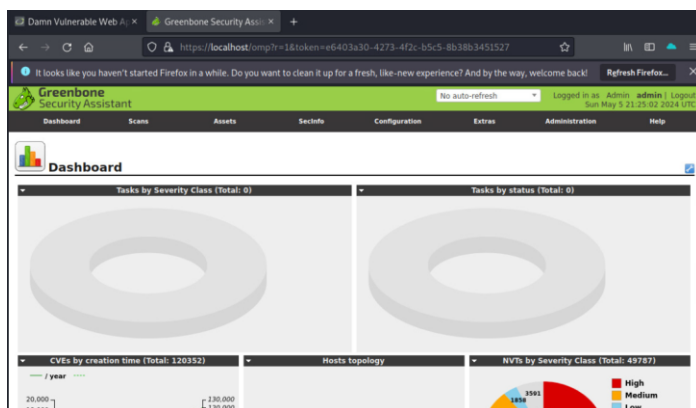 Damn Vulnerable Web Ap
Greenbone Security Assis
https://localhost/omp?r=1&token=e6403a30-4273-4f2c-b5c5-8b38b3451527
It looks like you haven't started Firefox in a while. Do you want to clean it up for a fresh, like-new experience? And by the way, welcome back!
Refresh Firefox...
Greenbone
Security Assistant
No auto-refresh
Logged in as Admin admin | Logout
Sun May 5 21:25:02 2024 UTC
Dashboard Scans Assets SecInfo Configuration Extras Administration Help
Dashboard
Tasks by Severity Class (Total: 0)
Tasks by status (Total: 0)
CVEs by creation time (Total: 120352)
Hosts topology
NVTs by Severity Class (Total: 49787)
/ year
20,000
130,000
3591
1858
High
Medium
Low